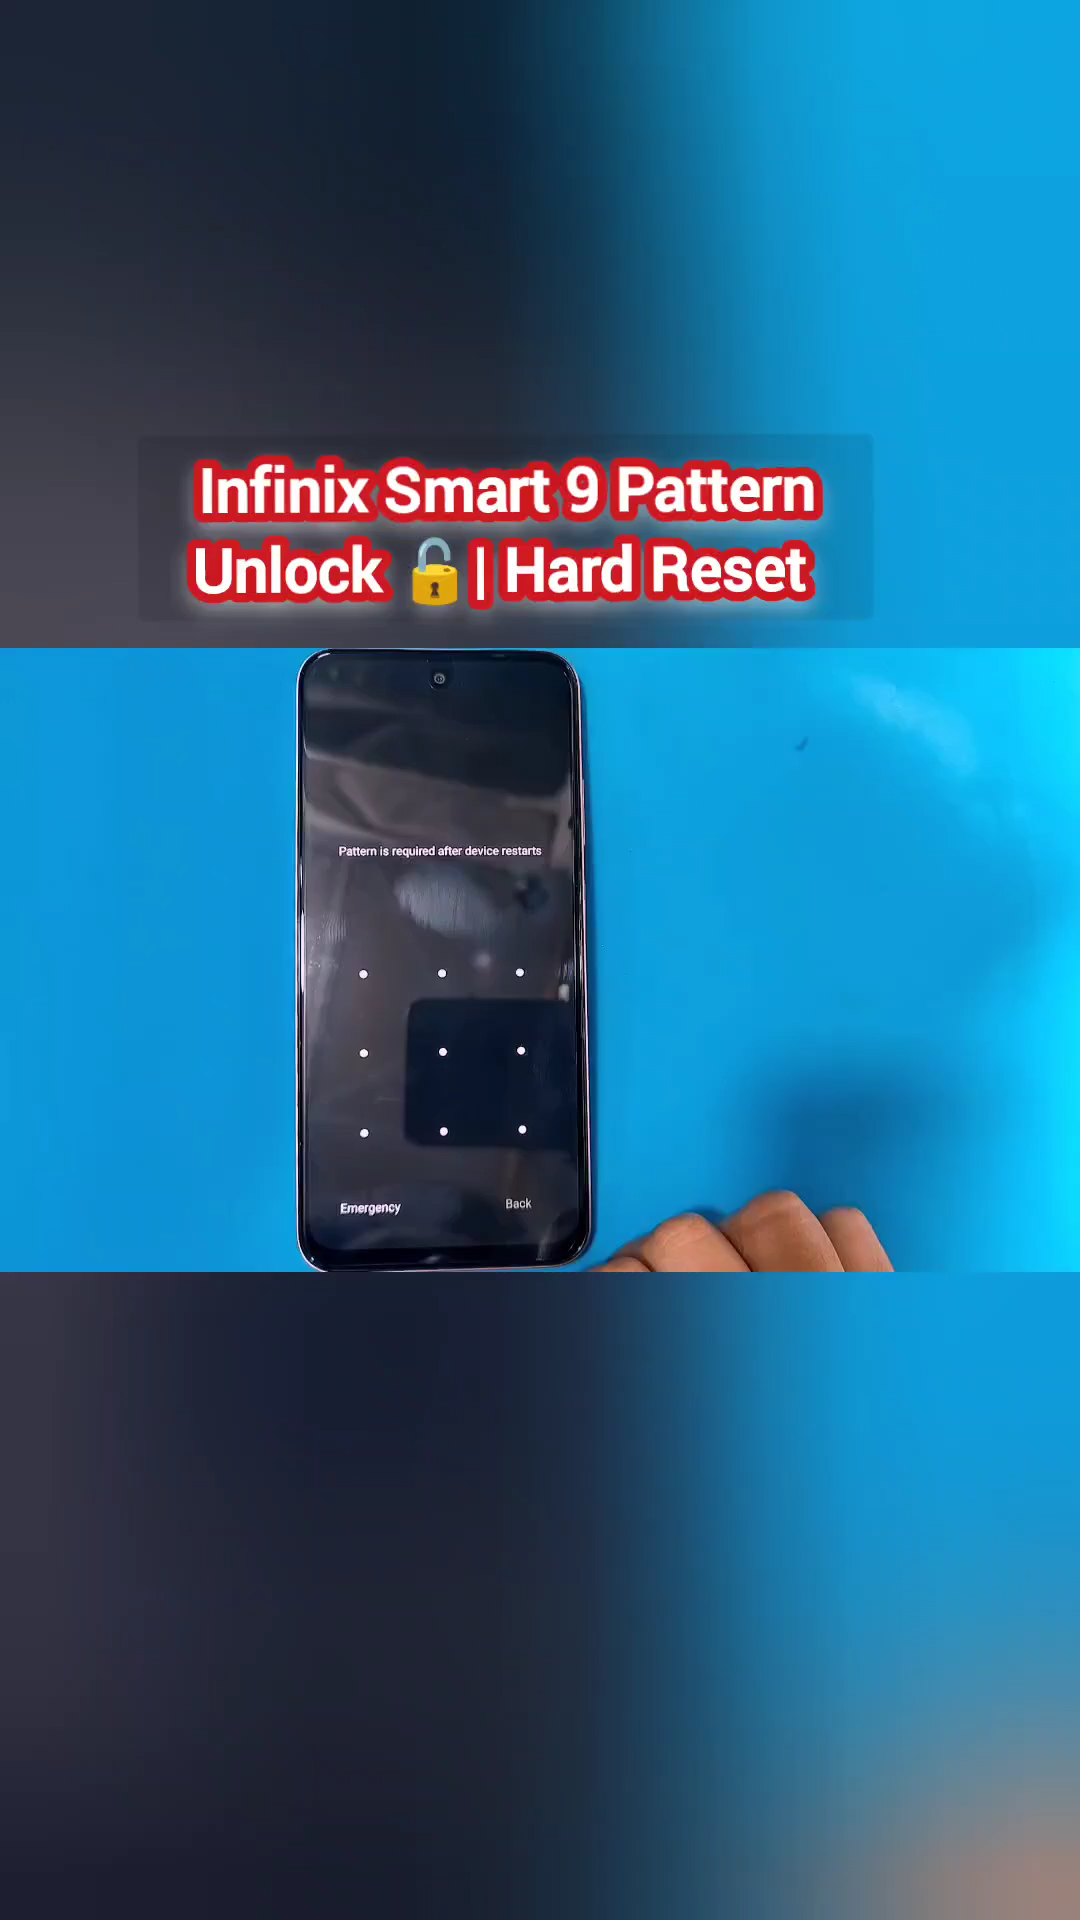 Infinix Smart 9 Pattern
Unlock 🔓 | Hard Reset
Pattern is required after device restarts
Emergency
Back